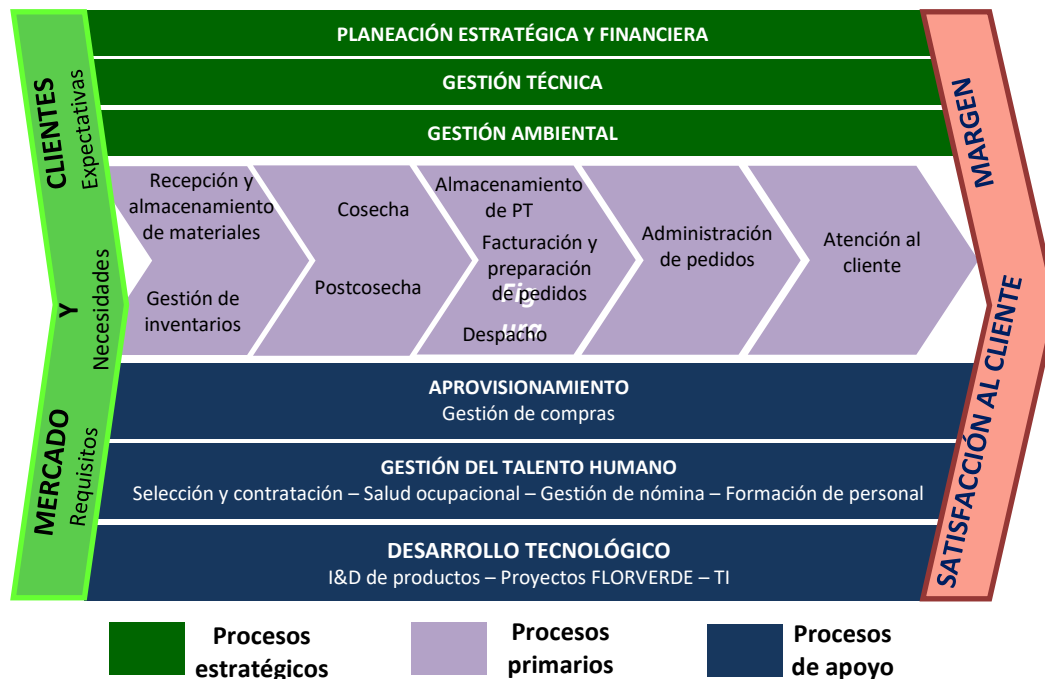 PLANEACIÓN ESTRATÉGICA Y FINANCIERA
GESTIÓN TÉCNICA
GESTIÓN AMBIENTAL
CLIENTES
Y
MERCADO
Expectativas
Necesidades
Requisitos
Recepción y
almacenamiento
de materiales
Gestión de
inventarios
Cosecha
Postcosecha
Almacenamiento
de PT
Facturación y
preparación
de pedidos
Fig
ura
Despacho
Administración
de pedidos
Atención al
cliente
MARGEN
SATISFACCIÓN AL CLIENTE
APROVISIONAMIENTO
Gestión de compras
GESTIÓN DEL TALENTO HUMANO
Selección y contratación – Salud ocupacional – Gestión de nómina – Formación de personal
DESARROLLO TECNOLÓGICO
I&D de productos – Proyectos FLORVERDE – TI
Procesos
estratégicos
Procesos
primarios
Procesos
de apoyo